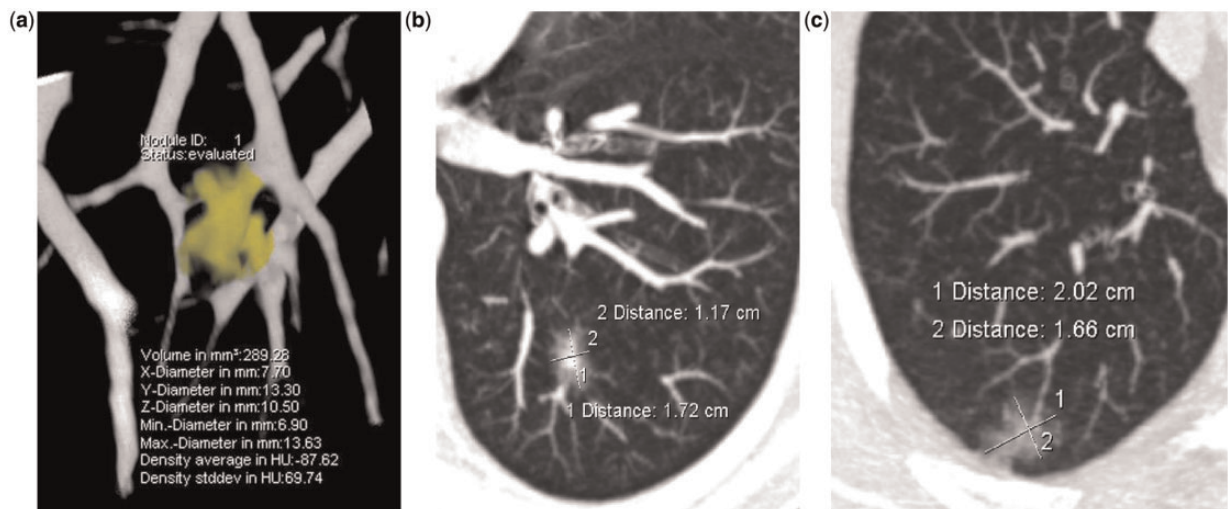 (a)
Nodule ID: 1
Status:evaluated
Volume in mm³:289.28
X-Diameter in mm:7.70
Y-Diameter in mm:13.30
Z-Diameter in mm:10.50
Min.-Diameter in mm:6.90
Max.-Diameter in mm:13.63
Density average in HU:-87.62
Density stddev in HU:69.74
(b)
2 Distance: 1.17 cm
2
1
1 Distance: 1.72 cm
(c)
1 Distance: 2.02 cm
2 Distance: 1.66 cm
1
2